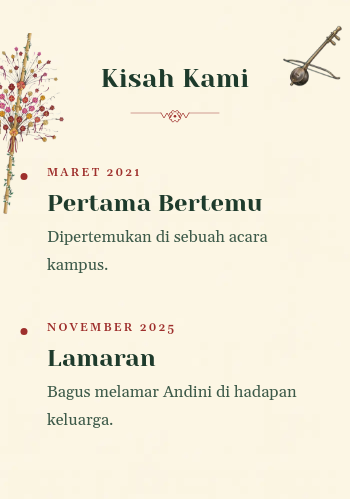 Kisah Kami
MARET 2021
Pertama Bertemu
Dipertemukan di sebuah acara
kampus.
NOVEMBER 2025
Lamaran
Bagus melamar Andini di hadapan
keluarga.